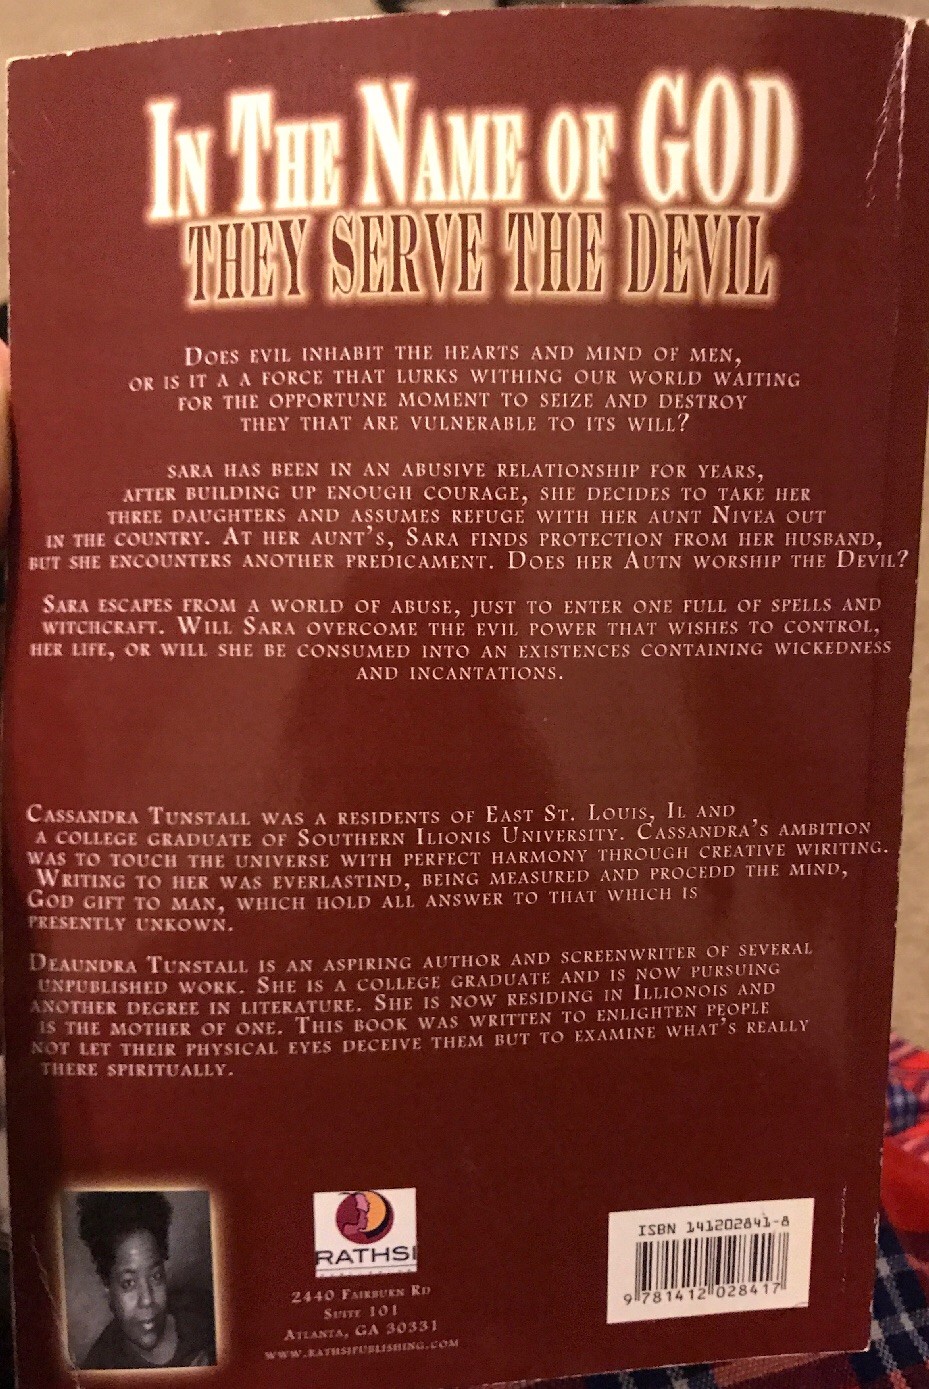 IN THE NAME OF GOD
THEY SERVE THE DEVIL
DOES EVIL INHABIT THE HEARTS AND MIND OF MEN,
OR IS IT A A FORCE THAT LURKS WITHING OUR WORLD WAITING
FOR THE OPPORTUNE MOMENT TO SEIZE AND DESTROY
THEY THAT ARE VULNERABLE TO ITS WILL?
SARA HAS BEEN IN AN ABUSIVE RELATIONSHIP FOR YEARS,
AFTER BUILDING UP ENOUGH COURAGE, SHE DECIDES TO TAKE HER
THREE DAUGHTERS AND ASSUMES REFUGE WITH HER AUNT NIVEA OUT
IN THE COUNTRY. AT HER AUNT'S, SARA FINDS PROTECTION FROM HER HUSBAND,
BUT SHE ENCOUNTERS ANOTHER PREDICAMENT. DOES HER AUTN WORSHIP THE DEVIL?
SARA ESCAPES FROM A WORLD OF ABUSE, JUST TO ENTER ONE FULL OF SPELLS AND
WITCHCRAFT. WILL SARA OVERCOME THE EVIL POWER THAT WISHES TO CONTROL,
HER LIFE, OR WILL SHE BE CONSUMED INTO AN EXISTENCES CONTAINING WICKEDNESS
AND INCANTATIONS.
CASSANDRA TUNSTALL WAS A RESIDENTS OF EAST ST. LOUIS, IL AND ,
A COLLEGE GRADUATE OF SOUTHERN ILIONIS UNIVERSITY. CASSANDRA'S AMBITION
WAS TO TOUCH THE UNIVERSE WITH PERFECT HARMONY THROUGH CREATIVE WIRITING.
WRITING TO HER WAS EVERLASTIND, BEING MEASURED AND PROCEDD THE MIND,
GOD GIFT TO MAN, WHICH HOLD ALL ANSWER TO THAT WHICH IS
PRESENTLY UNKOWN.
DEAUNDRA TUNSTALL IS AN ASPIRING AUTHOR AND SCREENWRITER OF SEVERAL
UNPUBLISHED WORK. SHE IS A COLLEGE GRADUATE AND IS NOW PURSUING
ANOTHER DEGREE IN LITERATURE. SHE IS NOW RESIDING IN ILLIONOIS AND
IS THE MOTHER OF ONE. THIS BOOK WAS WRITTEN TO ENLIGHTEN PEOPLE
NOT LET THEIR PHYSICAL EYES DECEIVE THEM BUT TO EXAMINE WHAT'S REALLY
THERE SPIRITUALLY.
RATHSI
2440 FAIRBURN RD
SUITE 101
ATLANTA, GA 30331
WWW.RATHSIPUBLISHING.COM
ISBN 141202841-8
9 781412 028417